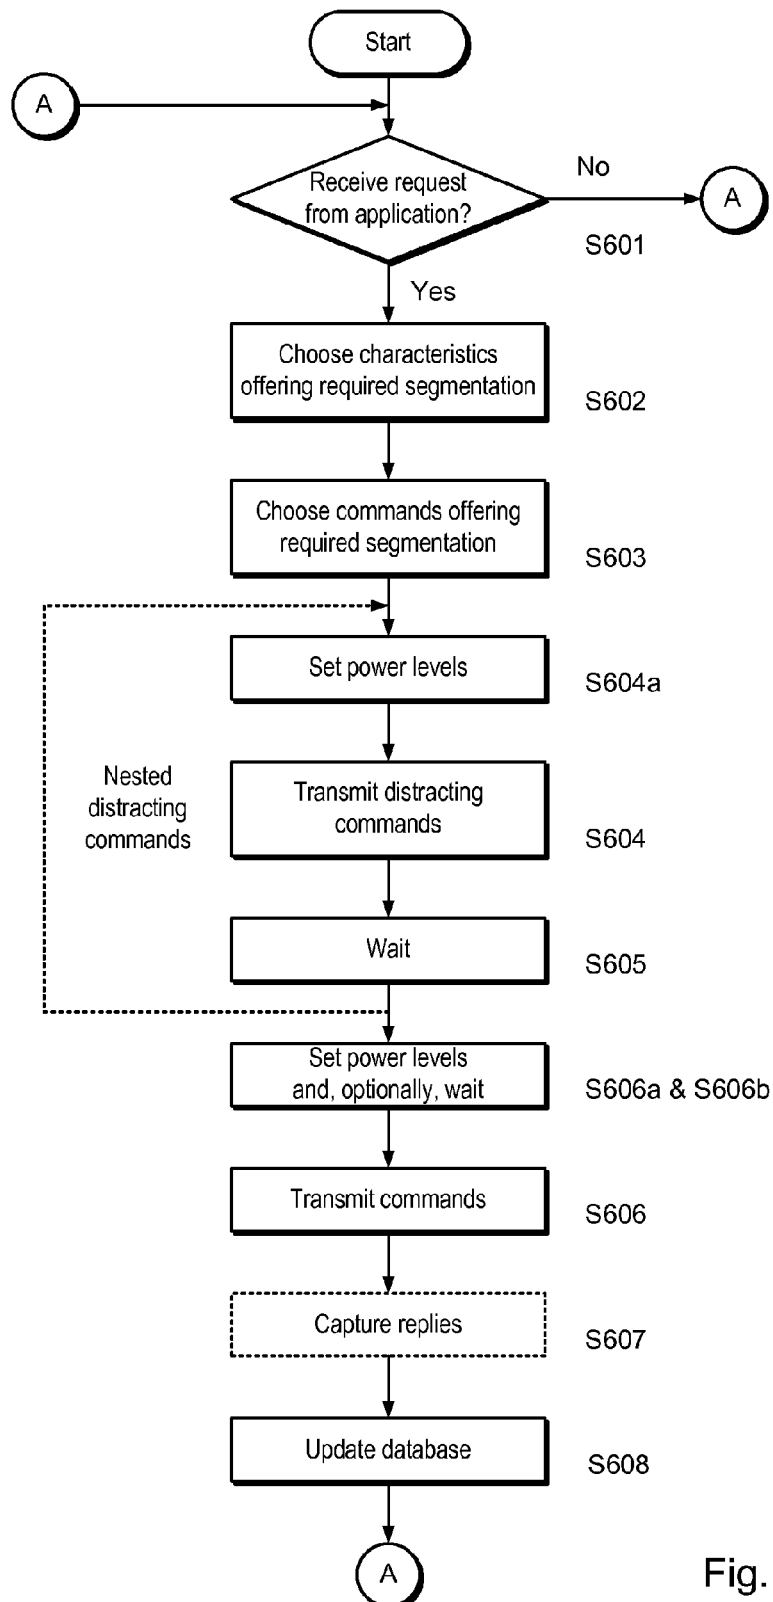 Start
A
Receive request
from application?
No
A
S601
Yes
Choose characteristics
offering required segmentation
S602
Choose commands offering
required segmentation
S603
Set power levels
S604a
Nested
distracting
commands
Transmit distracting
commands
S604
Wait
S605
Set power levels
and, optionally, wait
S606a & S606b
Transmit commands
S606
Capture replies
S607
Update database
S608
A
Fig.